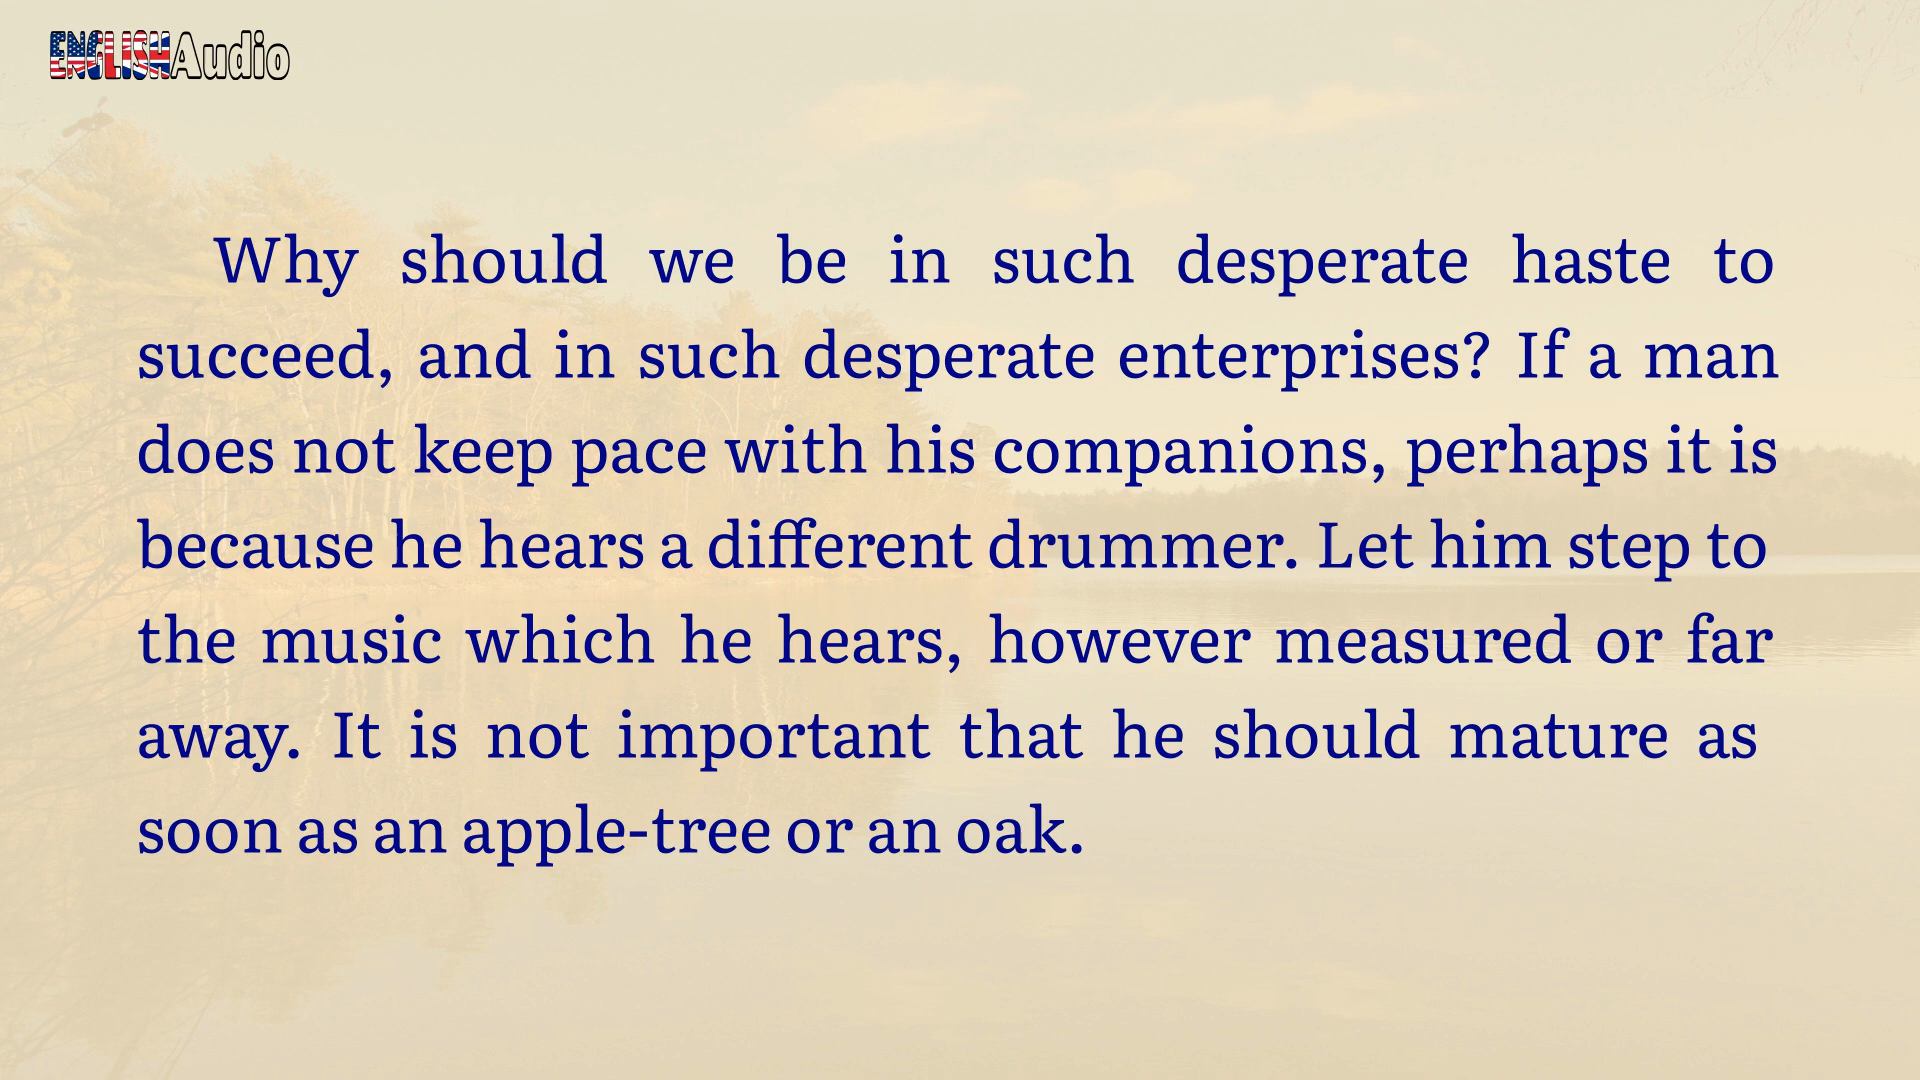 ENGLISHAudio
Why should we be in such desperate haste to
succeed, and in such desperate enterprises? If a man
does not keep pace with his companions, perhaps it is
because he hears a different drummer. Let him step to
the music which he hears, however measured or far
away. It is not important that he should mature as
soon as an apple-tree or an oak.